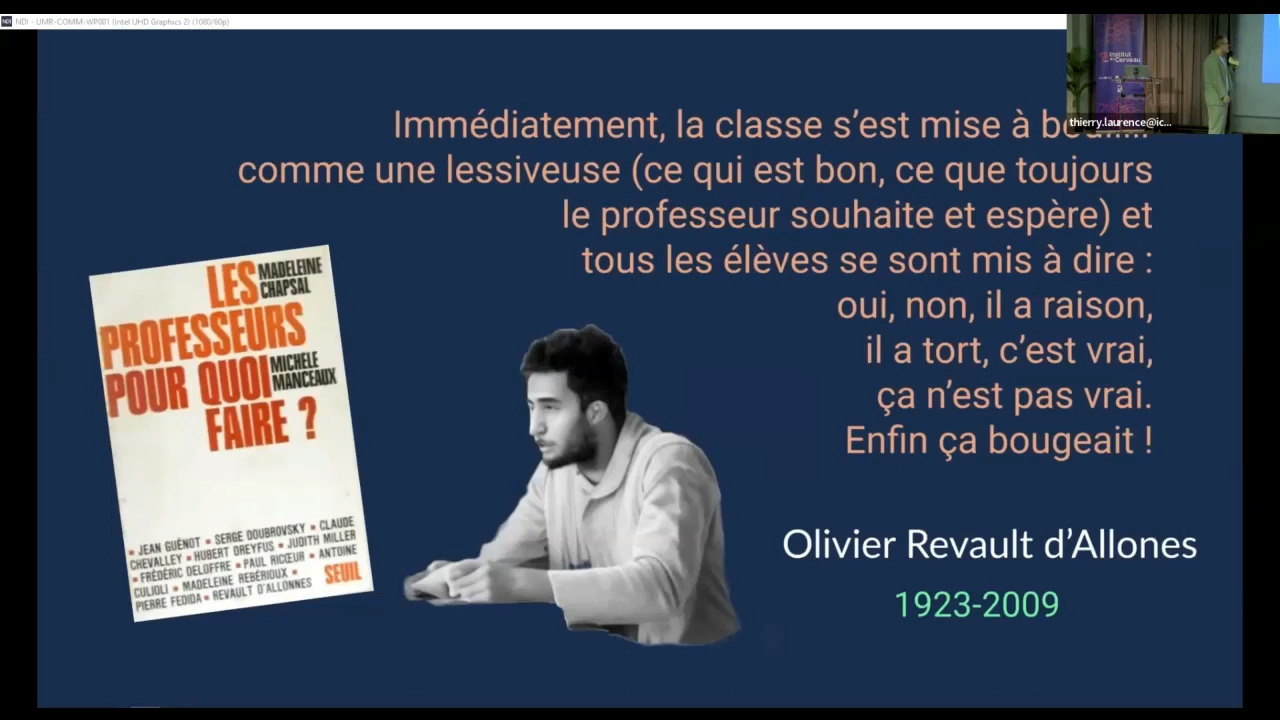 NDI - UMR-COMM-WP001 (Intel UHD Graphics 2) (1080/60p)
Institut
du Cerveau
thierry.laurence@ic...
Immédiatement, la classe s’est mise à
comme une lessiveuse (ce qui est bon, ce que toujours
le professeur souhaite et espère) et
tous les élèves se sont mis à dire :
oui, non, il a raison,
il a tort, c’est vrai,
ça n’est pas vrai.
Enfin ça bougeait !
LES
MADELEINE
CHAPSAL
PROFESSEURS
POUR QUOI
MICHELE
MANCEAUX
FAIRE ?
▪ JEAN GUÉNOT ▪ SERGE DOUBROVSKY ▪ CLAUDE
CHEVALLEY ▪ HUBERT DREYFUS ▪ JUDITH MILLER
▪ FRÉDÉRIC DELOFFRE ▪ PAUL RICŒUR ▪ ANTOINE
CULIOLI ▪ MADELEINE REBÉRIOUX ▪
PIERRE FEDIDA ▪ REVAULT D'ALLONNES
SEUIL
Olivier Revault d’Allones
1923-2009